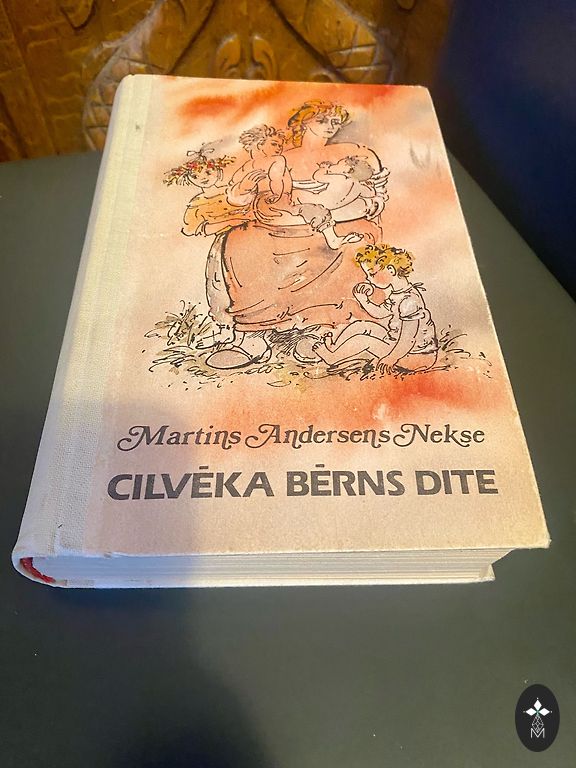 Martins Andersens Nekse
CILVĒKA BĒRNS DITE
M